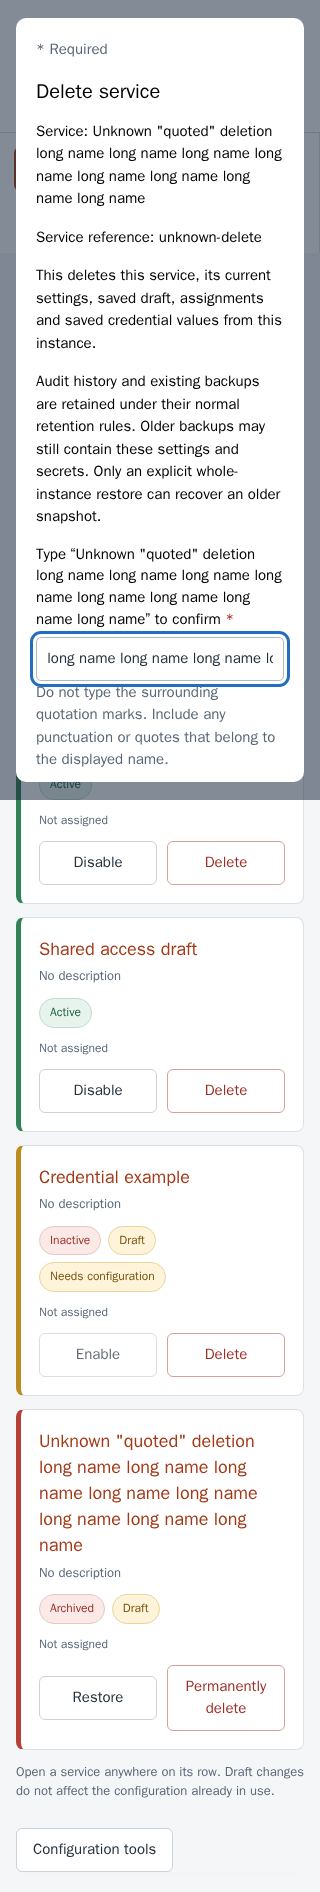 * Required
Delete service
Service: Unknown "quoted" deletion
long name long name long name long
name long name long name long
name long name
Service reference: unknown-delete
This deletes this service, its current
settings, saved draft, assignments
and saved credential values from this
instance.
Audit history and existing backups
are retained under their normal
retention rules. Older backups may
still contain these settings and
secrets. Only an explicit whole-
instance restore can recover an older
snapshot.
Type “Unknown "quoted" deletion
long name long name long name long
name long name long name long
name long name” to confirm *
long name long name long name lo
Do not type the surrounding
quotation marks. Include any
punctuation or quotes that belong to
the displayed name.
Active
Not assigned
Disable
Delete
Shared access draft
No description
Active
Not assigned
Disable
Delete
Credential example
No description
Inactive
Draft
Needs configuration
Not assigned
Enable
Delete
Unknown "quoted" deletion
long name long name long
name long name long name
long name long name long
name
No description
Archived
Draft
Not assigned
Restore
Permanently
delete
Open a service anywhere on its row. Draft changes
do not affect the configuration already in use.
Configuration tools